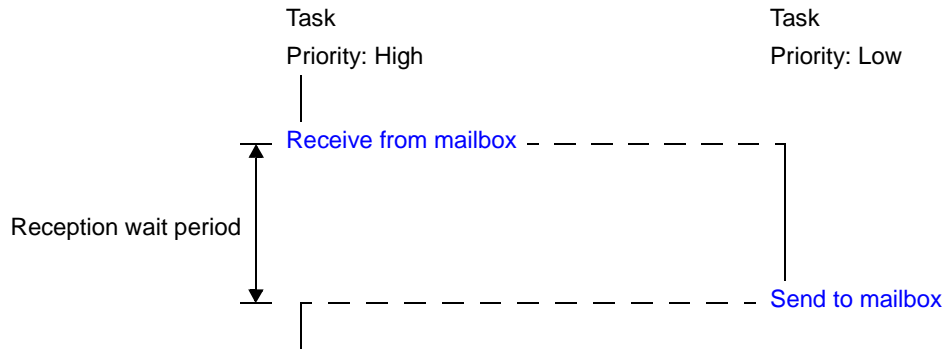 Task
Priority: High
Task
Priority: Low
Receive from mailbox
Reception wait period
Send to mailbox